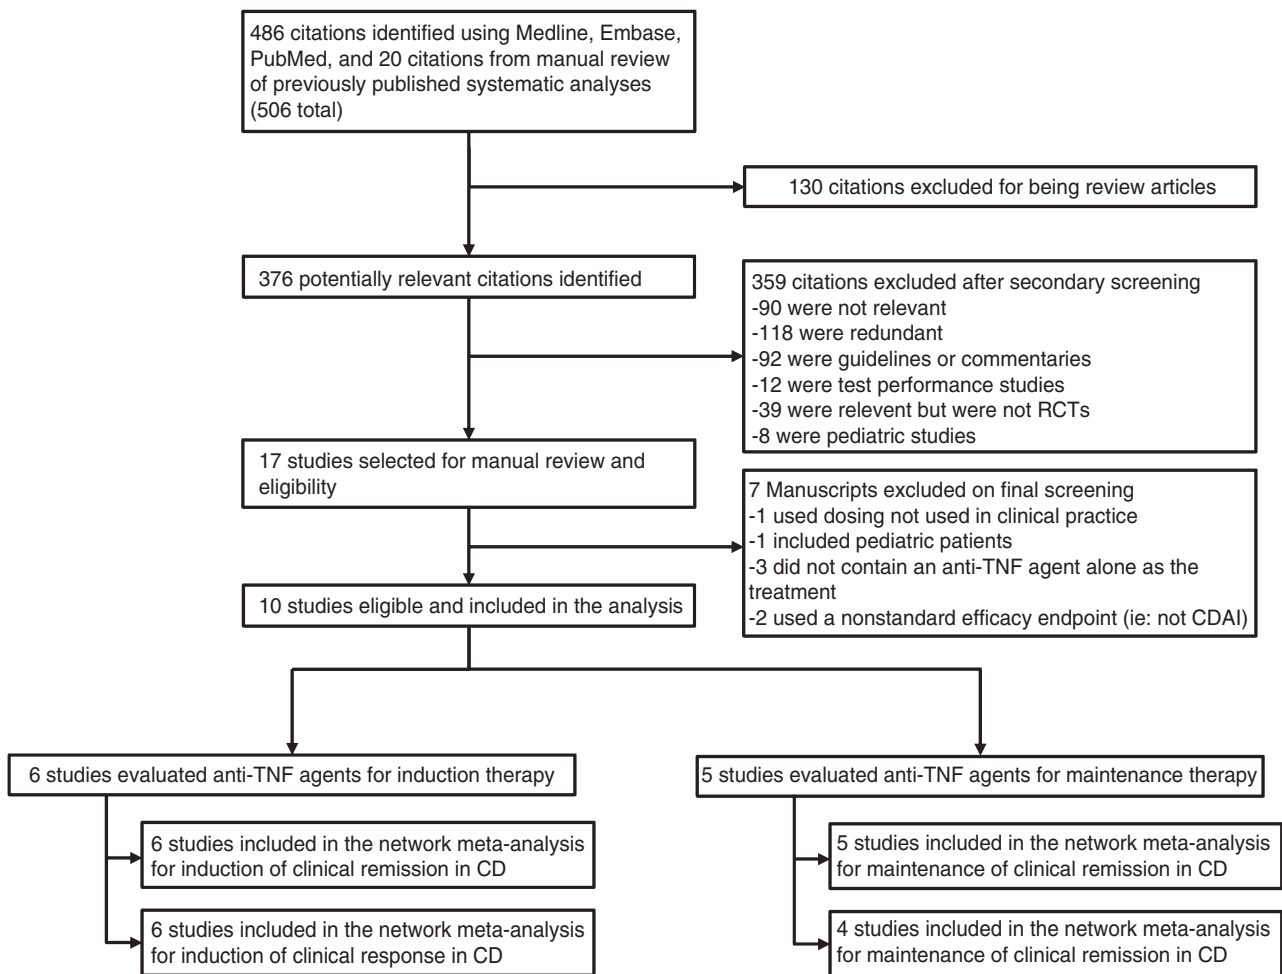 486 citations identified using Medline, Embase,
PubMed, and 20 citations from manual review
of previously published systematic analyses
(506 total)
130 citations excluded for being review articles
376 potentially relevant citations identified
359 citations excluded after secondary screening
-90 were not relevant
-118 were redundant
-92 were guidelines or commentaries
-12 were test performance studies
-39 were relevent but were not RCTs
-8 were pediatric studies
17 studies selected for manual review and
eligibility
7 Manuscripts excluded on final screening
-1 used dosing not used in clinical practice
-1 included pediatric patients
-3 did not contain an anti-TNF agent alone as the
treatment
-2 used a nonstandard efficacy endpoint (ie: not CDAI)
10 studies eligible and included in the analysis
6 studies evaluated anti-TNF agents for induction therapy
6 studies included in the network meta-analysis
for induction of clinical remission in CD
6 studies included in the network meta-analysis
for induction of clinical response in CD
5 studies evaluated anti-TNF agents for maintenance therapy
5 studies included in the network meta-analysis
for maintenance of clinical remission in CD
4 studies included in the network meta-analysis
for maintenance of clinical remission in CD